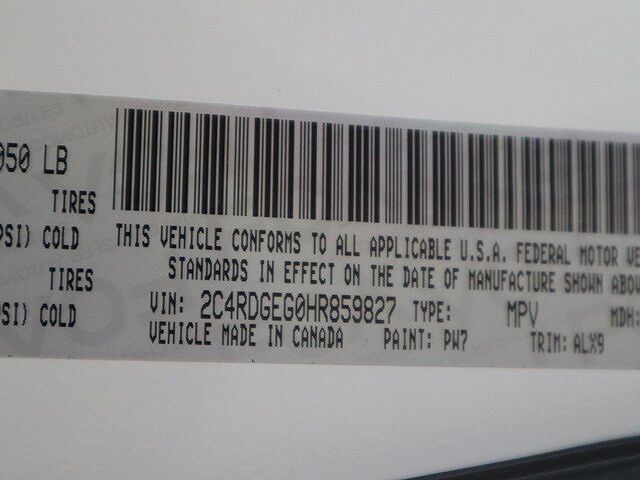 050 LB
TIRES
PSI) COLD
THIS VEHICLE CONFORMS TO ALL APPLICABLE U.S.A. FEDERAL MOTOR VE
STANDARDS IN EFFECT ON THE DATE OF MANUFACTURE SHOWN ABOV
TIRES
SI) COLD
VIN: 2C4RDGEG0HR859827 TYPE: MPV MDH:
VEHICLE MADE IN CANADA PAINT: PW7 TRIM: ALX9